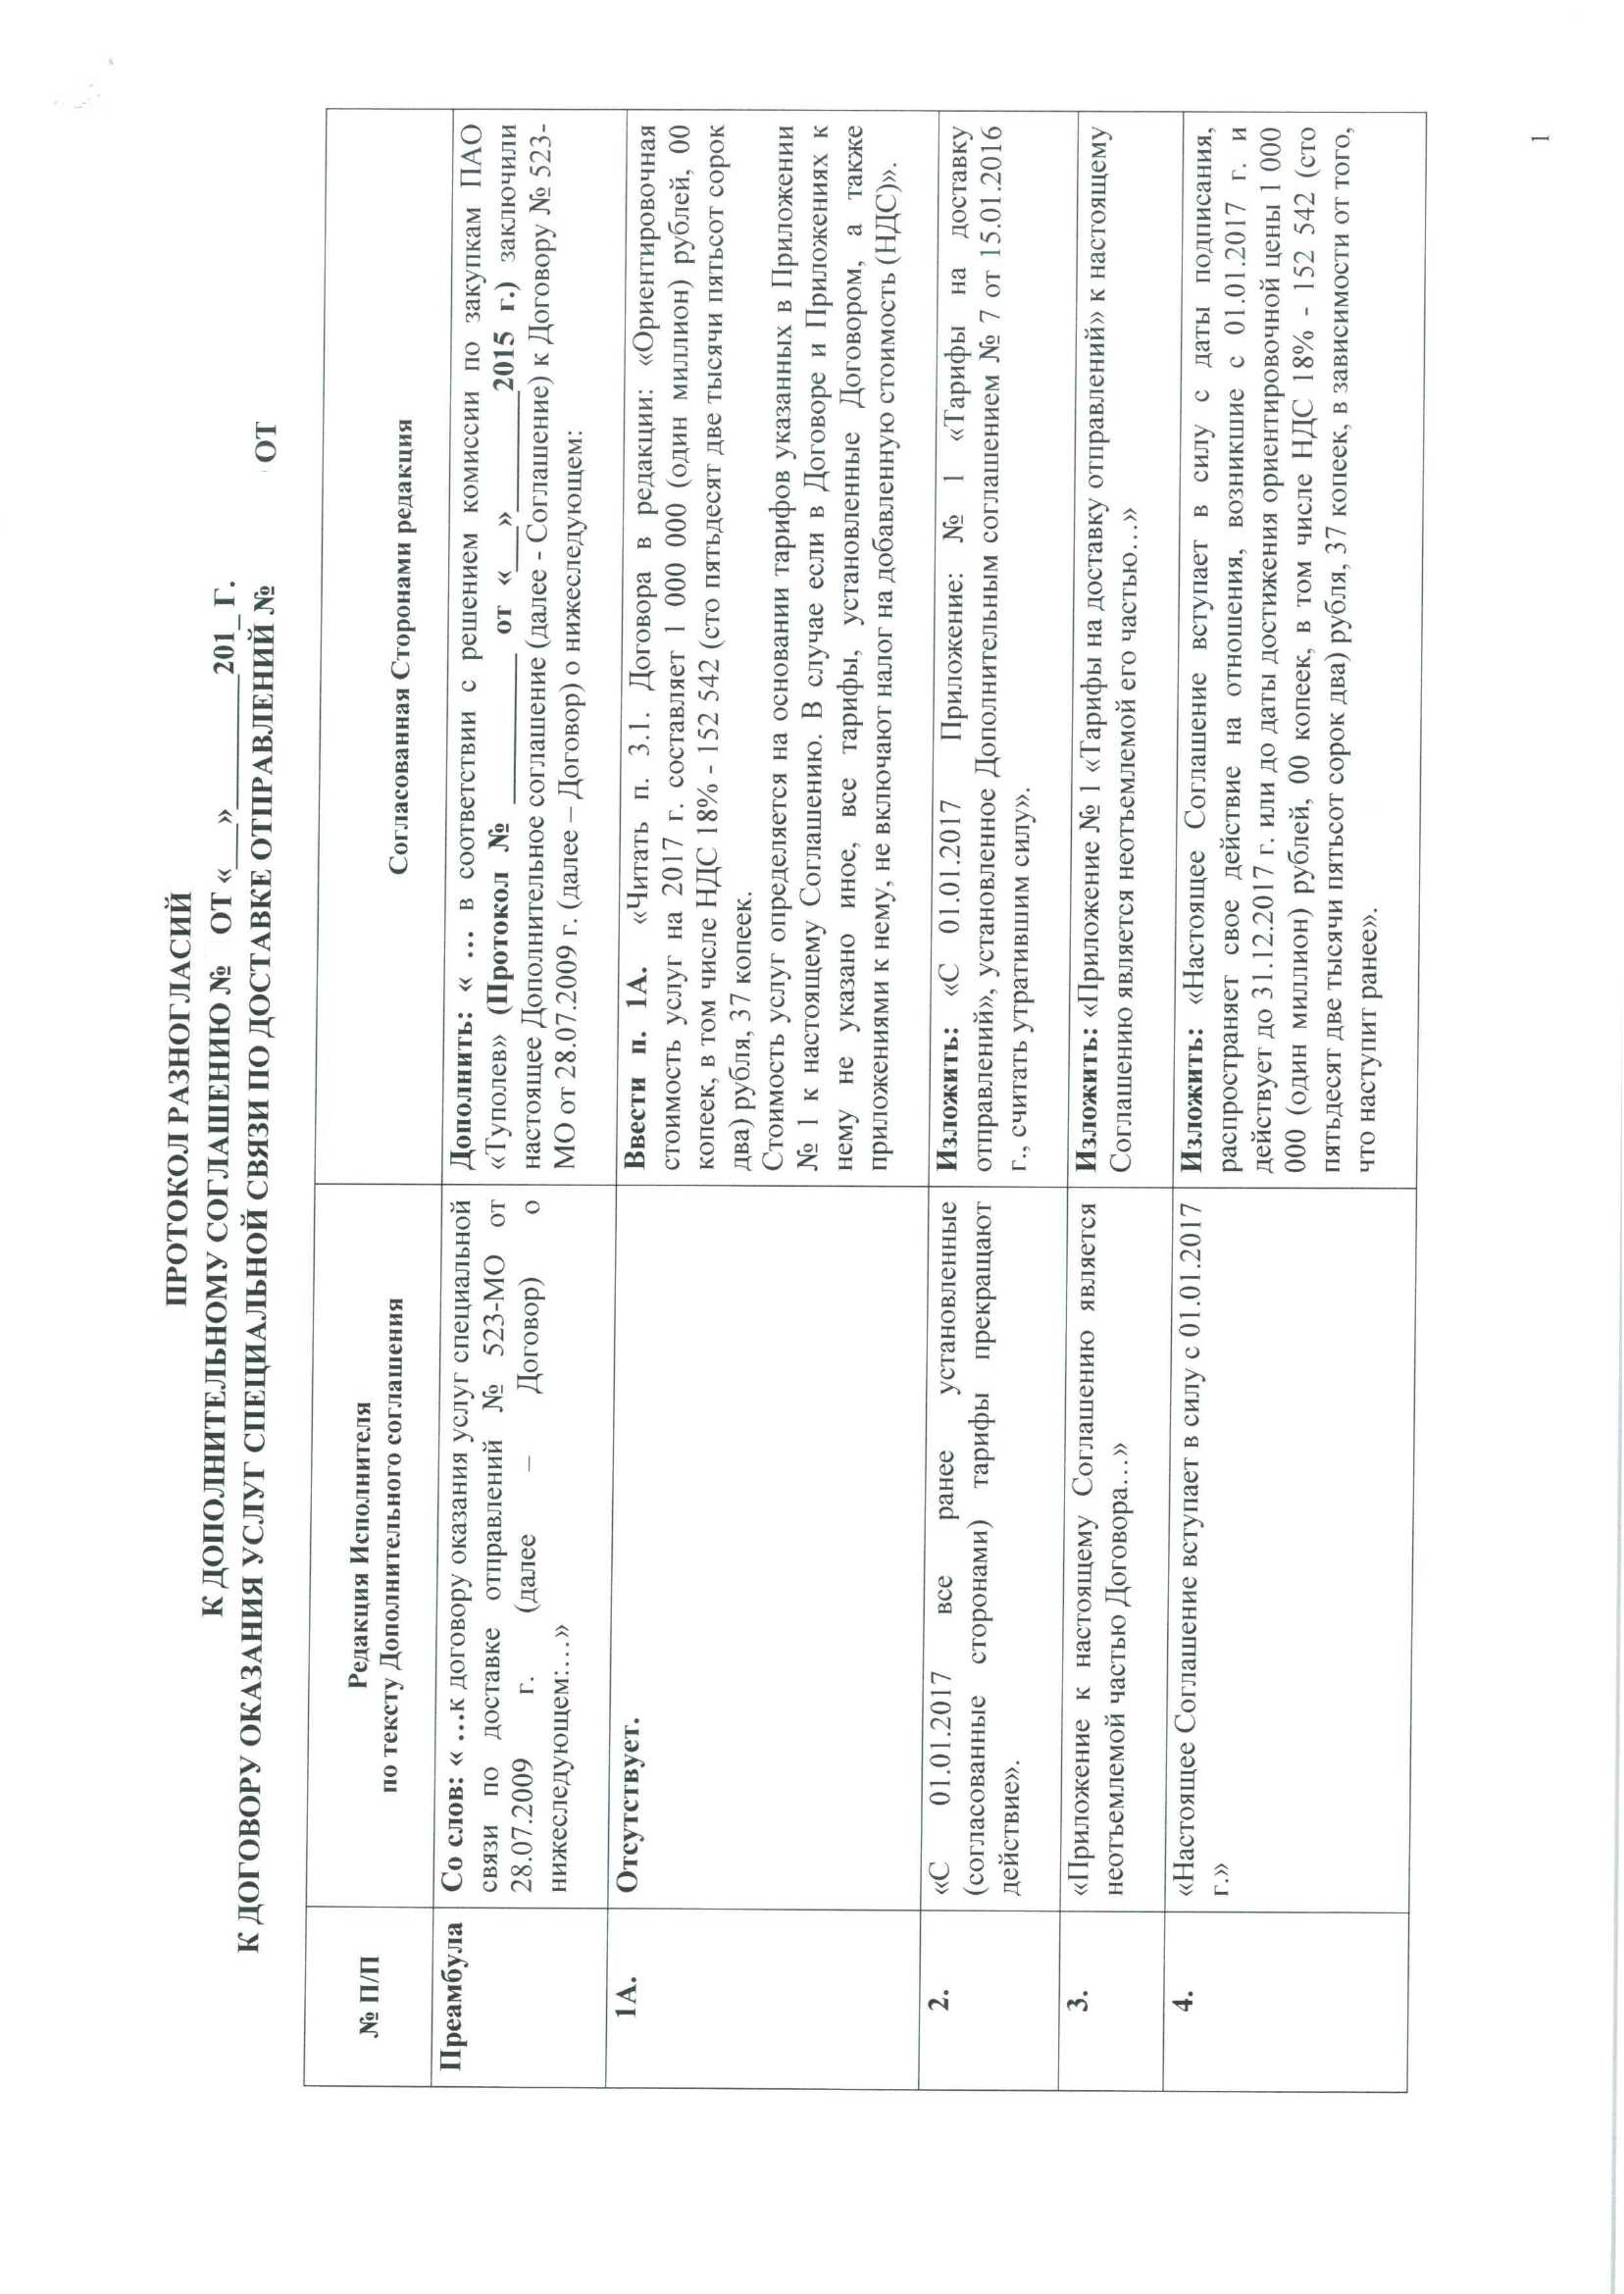 ПРОТОКОЛ РАЗНОГЛАСИЙ
К ДОПОЛНИТЕЛЬНОМУ СОГЛАШЕНИЮ № ОТ «___»_________201_ Г.
К ДОГОВОРУ ОКАЗАНИЯ УСЛУГ СПЕЦИАЛЬНОЙ СВЯЗИ ПО ДОСТАВКЕ ОТПРАВЛЕНИЙ № ОТ
№ П/П
Редакция Исполнителя
по тексту Дополнительного соглашения
Согласованная Сторонами редакция
Преамбула
Со слов: « …к договору оказания услуг специальной
связи по доставке отправлений № 523-МО от
28.07.2009 г. (далее – Договор) о
нижеследующем:…»
Дополнить: « … в соответствии с решением комиссии по закупкам ПАО
«Туполев» (Протокол № __________ от «___»________ 2015 г.) заключили
настоящее Дополнительное соглашение (далее - Соглашение) к Договору № 523-
МО от 28.07.2009 г. (далее – Договор) о нижеследующем:
1А.
Отсутствует.
Ввести п. 1А. «Читать п. 3.1. Договора в редакции: «Ориентировочная
стоимость услуг на 2017 г. составляет 1 000 000 (один миллион) рублей, 00
копеек, в том числе НДС 18% - 152 542 (сто пятьдесят две тысячи пятьсот сорок
два) рубля, 37 копеек.
Стоимость услуг определяется на основании тарифов указанных в Приложении
№ 1 к настоящему Соглашению. В случае если в Договоре и Приложениях к
нему не указано иное, все тарифы, установленные Договором, а также
приложениями к нему, не включают налог на добавленную стоимость (НДС)».
2.
«С 01.01.2017 все ранее установленные
(согласованные сторонами) тарифы прекращают
действие».
Изложить: «С 01.01.2017 Приложение: № 1 «Тарифы на доставку
отправлений», установленное Дополнительным соглашением № 7 от 15.01.2016
г., считать утратившим силу».
3.
«Приложение к настоящему Соглашению является
неотъемлемой частью Договора…»
Изложить: «Приложение № 1 «Тарифы на доставку отправлений» к настоящему
Соглашению является неотъемлемой его частью…»
4.
«Настоящее Соглашение вступает в силу с 01.01.2017
г.»
Изложить: «Настоящее Соглашение вступает в силу с даты подписания,
распространяет свое действие на отношения, возникшие с 01.01.2017 г. и
действует до 31.12.2017 г. или до даты достижения ориентировочной цены 1 000
000 (один миллион) рублей, 00 копеек, в том числе НДС 18% - 152 542 (сто
пятьдесят две тысячи пятьсот сорок два) рубля, 37 копеек, в зависимости от того,
что наступит ранее».
1